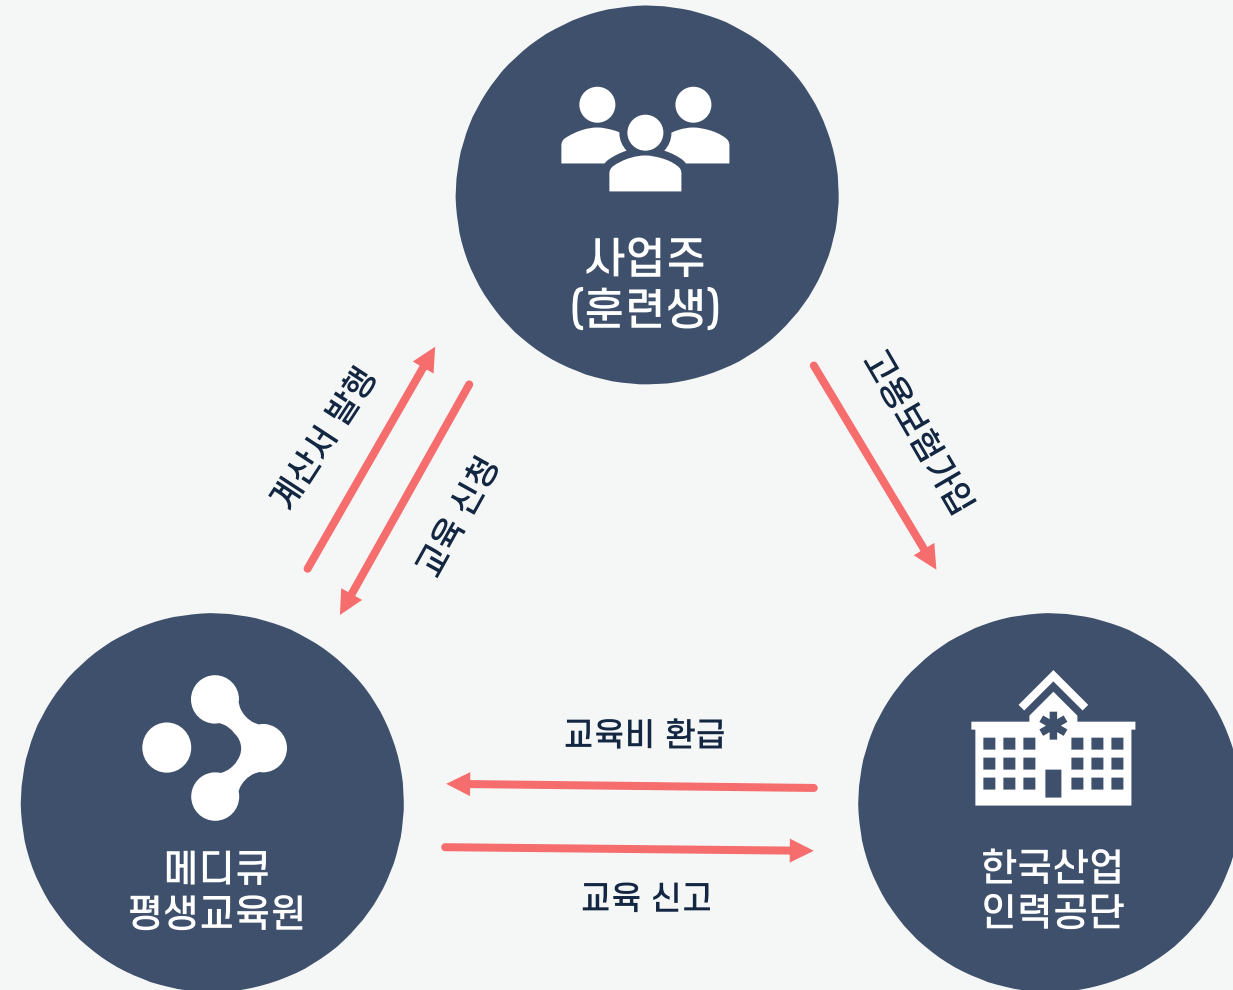 사업주
(훈련생)
계산서 발행
교육 신청
고용보험가입
교육비 환급
교육 신고
메디큐
평생교육원
한국산업
인력공단